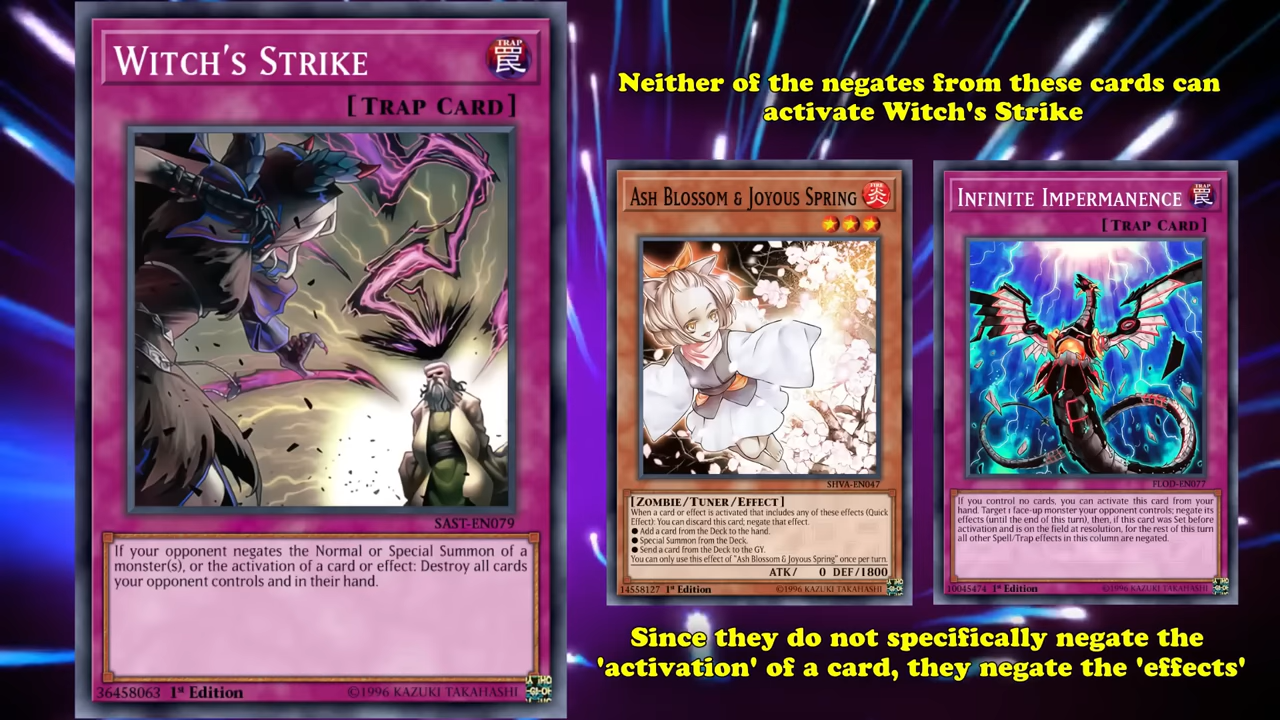 WITCH'S STRIKE
TRAP
罠
[TRAP CARD]
SAST-EN079
If your opponent negates the Normal or Special Summon of a
monster(s), or the activation of a card or effect: Destroy all cards
your opponent controls and in their hand.
36458063 1st Edition ©1996 KAZUKI TAKAHASHI
Neither of the negates from these cards can
activate Witch's Strike
ASH BLOSSOM & JOYOUS SPRING
FIRE
炎
SHVA-EN047
[ZOMBIE/TUNER/EFFECT]
When a card or effect is activated that includes any of these effects (Quick
Effect): You can discard this card; negate that effect.
● Add a card from the Deck to the hand.
● Special Summon from the Deck.
● Send a card from the Deck to the GY.
You can only use this effect of "Ash Blossom & Joyous Spring" once per turn.
ATK/ 0 DEF/1800
14558127 1st Edition ©1996 KAZUKI TAKAHASHI
INFINITE IMPERMANENCE
TRAP
罠
[TRAP CARD]
FLOD-EN077
If you control no cards, you can activate this card from your
hand. Target 1 face-up monster your opponent controls; negate its
effects (until the end of this turn), then, if this card was Set before
activation and is on the field at resolution, for the rest of this turn
all other Spell/Trap effects in this column are negated.
10045474 1st Edition ©1996 KAZUKI TAKAHASHI
Since they do not specifically negate the
'activation' of a card, they negate the 'effects'